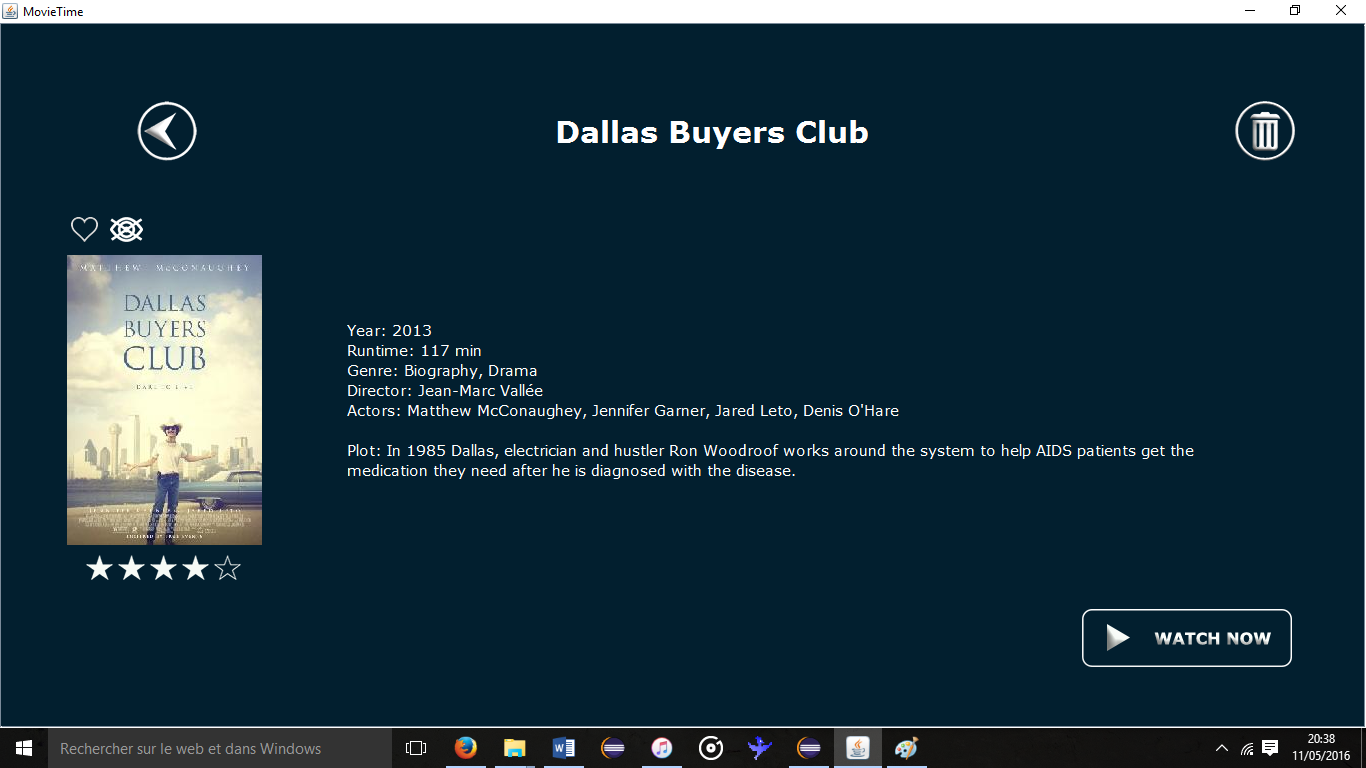 MovieTime
Dallas Buyers Club
MATTHEW McCONAUGHEY
DALLAS
BUYERS
CLUB
Year: 2013
Runtime: 117 min
Genre: Biography, Drama
Director: Jean-Marc Vallée
Actors: Matthew McConaughey, Jennifer Garner, Jared Leto, Denis O'Hare
Plot: In 1985 Dallas, electrician and hustler Ron Woodroof works around the system to help AIDS patients get the
medication they need after he is diagnosed with the disease.
WATCH NOW
Rechercher sur le web et dans Windows
20:38
11/05/2016